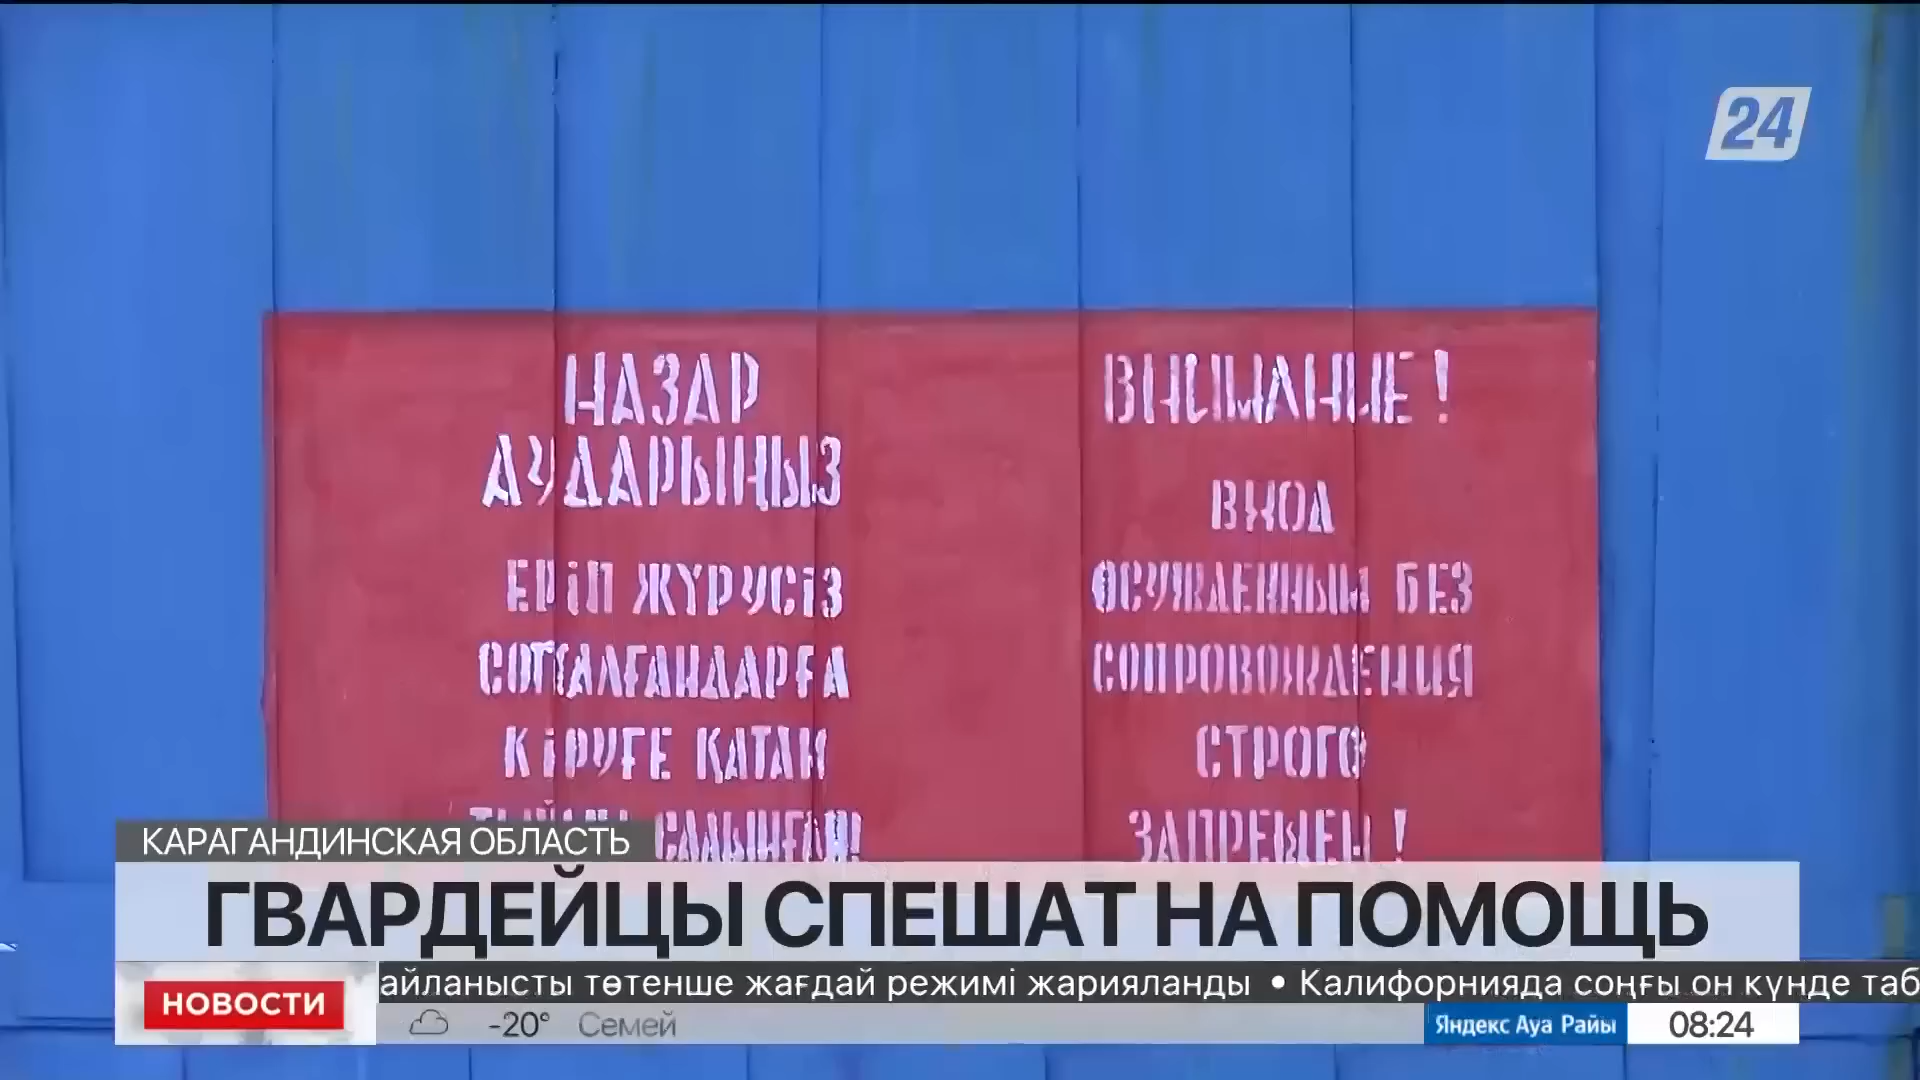 24
НАЗАР
АУДАРЫҢЫЗ
ЕРІП ЖҮРУСІЗ
СОТТАЛҒАНДАРҒА
КІРУГЕ ҚАТАҢ
САЛЫНҒАН!
ВНИМАНИЕ!
ВХОД
ОСУЖДЕННЫМ БЕЗ
СОПРОВОЖДЕНИЯ
СТРОГО
ЗАПРЕЩЕН!
КАРАГАНДИНСКАЯ ОБЛАСТЬ
ГВАРДЕЙЦЫ СПЕШАТ НА ПОМОЩЬ
НОВОСТИ
айланысты төтенше жағдай режимі жарияланды • Калифорнияда соңғы он күнде таб
-20° Семей
Яндекс Ауа Райы
08:24